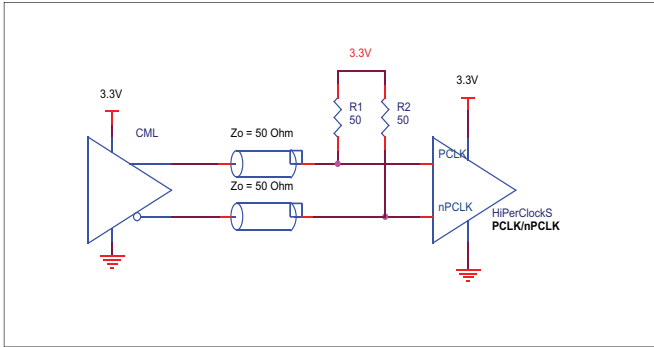 3.3V
3.3V
3.3V
CML
R1
50
R2
50
Zo = 50 Ohm
PCLK
Zo = 50 Ohm
nPCLK
HiPerClockS
PCLK/nPCLK